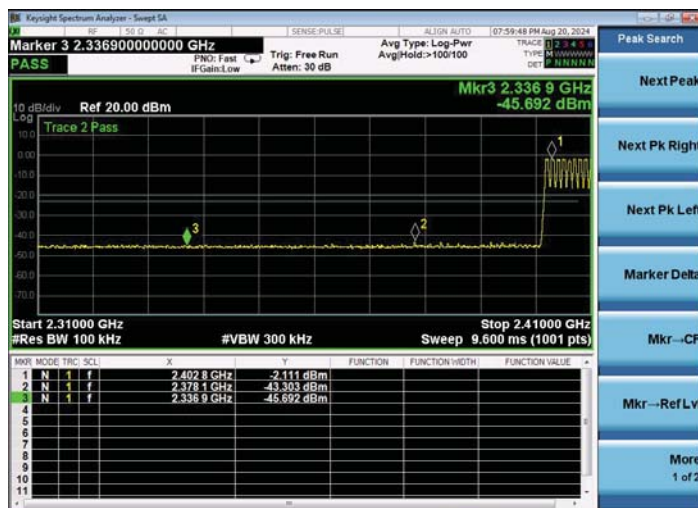 Keysight Spectrum Analyzer - Swept SA
RF 50 Ω AC SENSE:PULSE ALIGN AUTO 07:59:48 PM Aug 20, 2024
Marker 3 2.336900000000 GHz
PASS
PNO: Fast
IFGain:Low
Trig: Free Run
Atten: 30 dB
Avg Type: Log-Pwr
Avg|Hold:>100/100
TRACE 1 2 3 4 5 6
TYPE M
DET P N N N N N
Mkr3 2.336 9 GHz
-45.692 dBm
10 dB/div Ref 20.00 dBm
Log
Trace 2 Pass
10.0
0.00
-10.0
-20.0
-30.0
-40.0
-50.0
-60.0
-70.0
1
2
3
Start 2.31000 GHz Stop 2.41000 GHz
#Res BW 100 kHz #VBW 300 kHz Sweep 9.600 ms (1001 pts)
MKR MODE TRC SCL X Y FUNCTION FUNCTION WIDTH FUNCTION VALUE
1 N 1 f 2.402 8 GHz -2.111 dBm
2 N 1 f 2.378 1 GHz -43.303 dBm
3 N 1 f 2.336 9 GHz -45.692 dBm
4
5
6
7
8
9
10
11
Peak Search
Next Peak
Next Pk Right
Next Pk Left
Marker Delta
Mkr→CF
Mkr→Ref Lvl
More
1 of 2